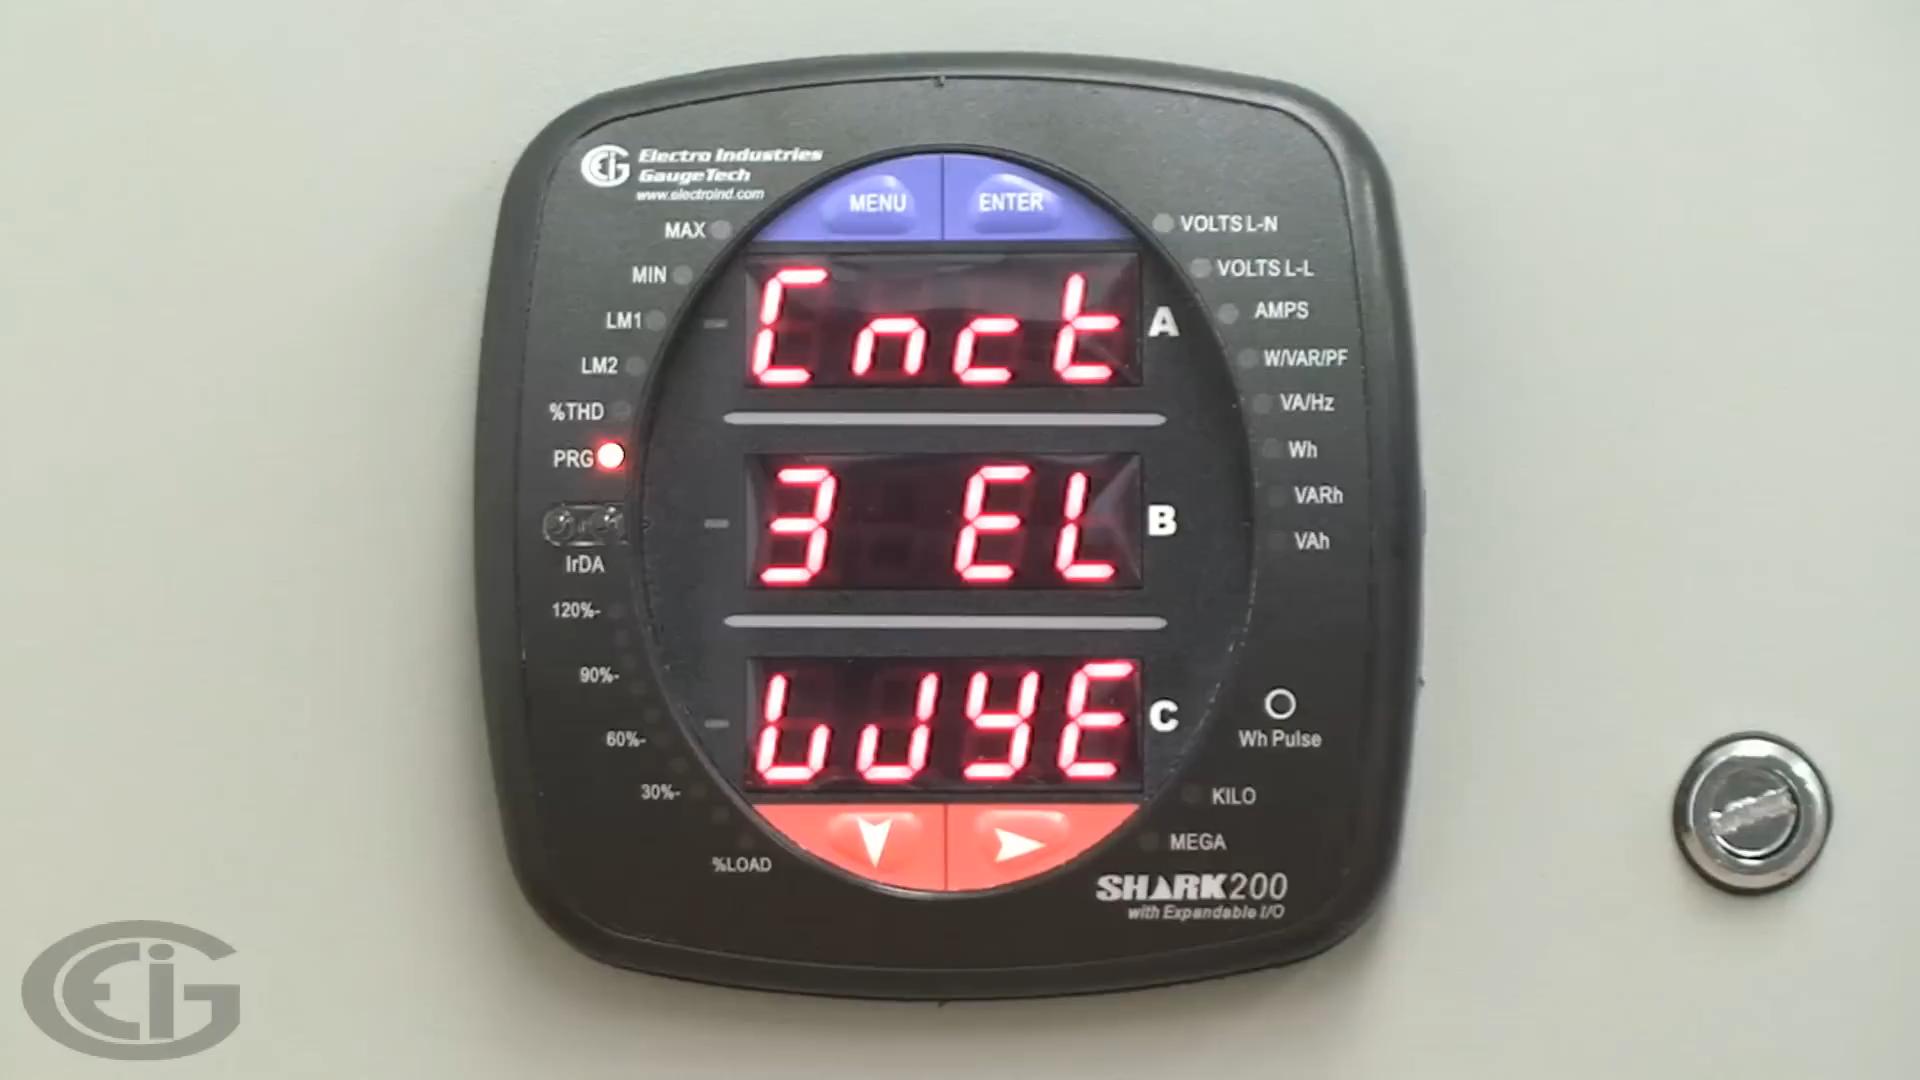 Electro Industries
GaugeTech
www.electroind.com
MENU
ENTER
MAX
MIN
LM1
LM2
%THD
PRG
IrDA
120%-
90%-
60%-
30%-
%LOAD
Cnct
A
3 EL
B
WYE
C
VOLTS L-N
VOLTS L-L
AMPS
W/VAR/PF
VA/Hz
Wh
VARh
VAh
Wh Pulse
KILO
MEGA
SHARK200
with Expandable I/O
EIG